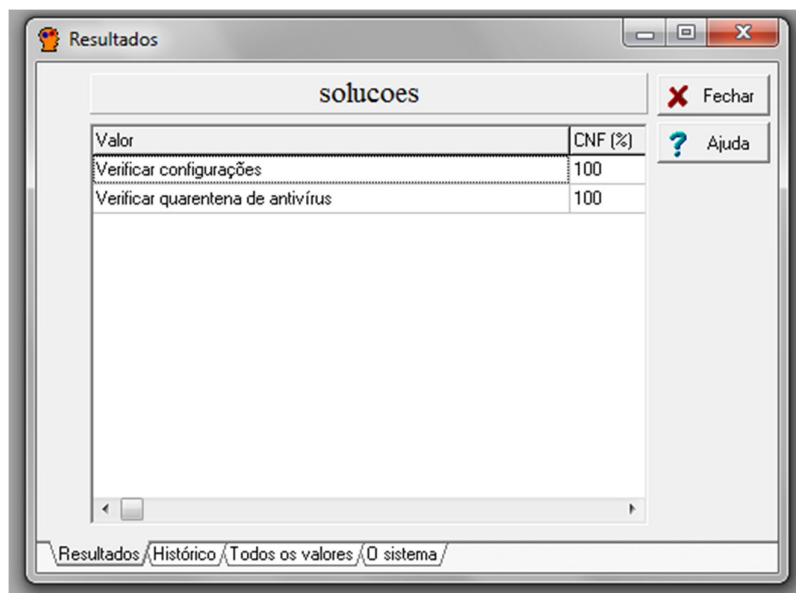 Resultados
solucoes
Fechar
Valor CNF (%)
Ajuda
Verificar configurações 100
Verificar quarentena de antivírus 100
Resultados Histórico Todos os valores O sistema